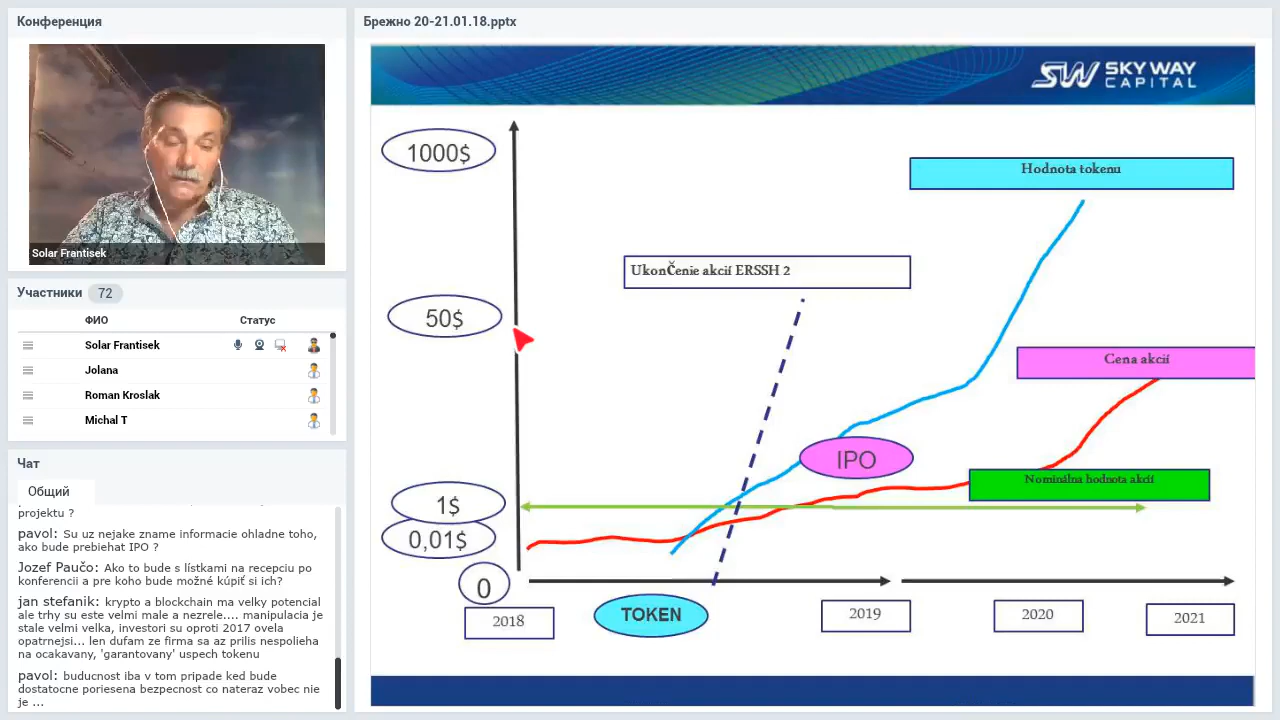 Конференция
Solar Frantisek
Участники 72
ФИО Статус
Solar Frantisek
Jolana
Roman Kroslak
Michal T
Чат
Общий
projektu ?
pavol: Su uz nejake zname informacie ohladne toho,
ako bude prebiehat IPO ?
Jozef Paučo: Ako to bude s lístkami na recepciu po
konferencii a pre koho bude možné kúpiť si ich?
jan stefanik: krypto a blockchain ma velky potencial
ale trhy su este velmi male a nezrele.... manipulacia je
stale velmi velka, investori su oproti 2017 ovela
opatrnejsi... len dufam ze firma sa az prilis nespolieha
na ocakavany, 'garantovany' uspech tokenu
pavol: buducnost iba v tom pripade ked bude
dostatocne poriesena bezpecnost co nateraz vobec nie
je ...
Брежно 20-21.01.18.pptx
SW SKY WAY
CAPITAL
1000$
Hodnota tokenu
UkonČenie akcií ERSSH 2
50$
Cena akcií
IPO
Nominálna hodnota akcií
1$
0,01$
0
2018
TOKEN
2019
2020
2021